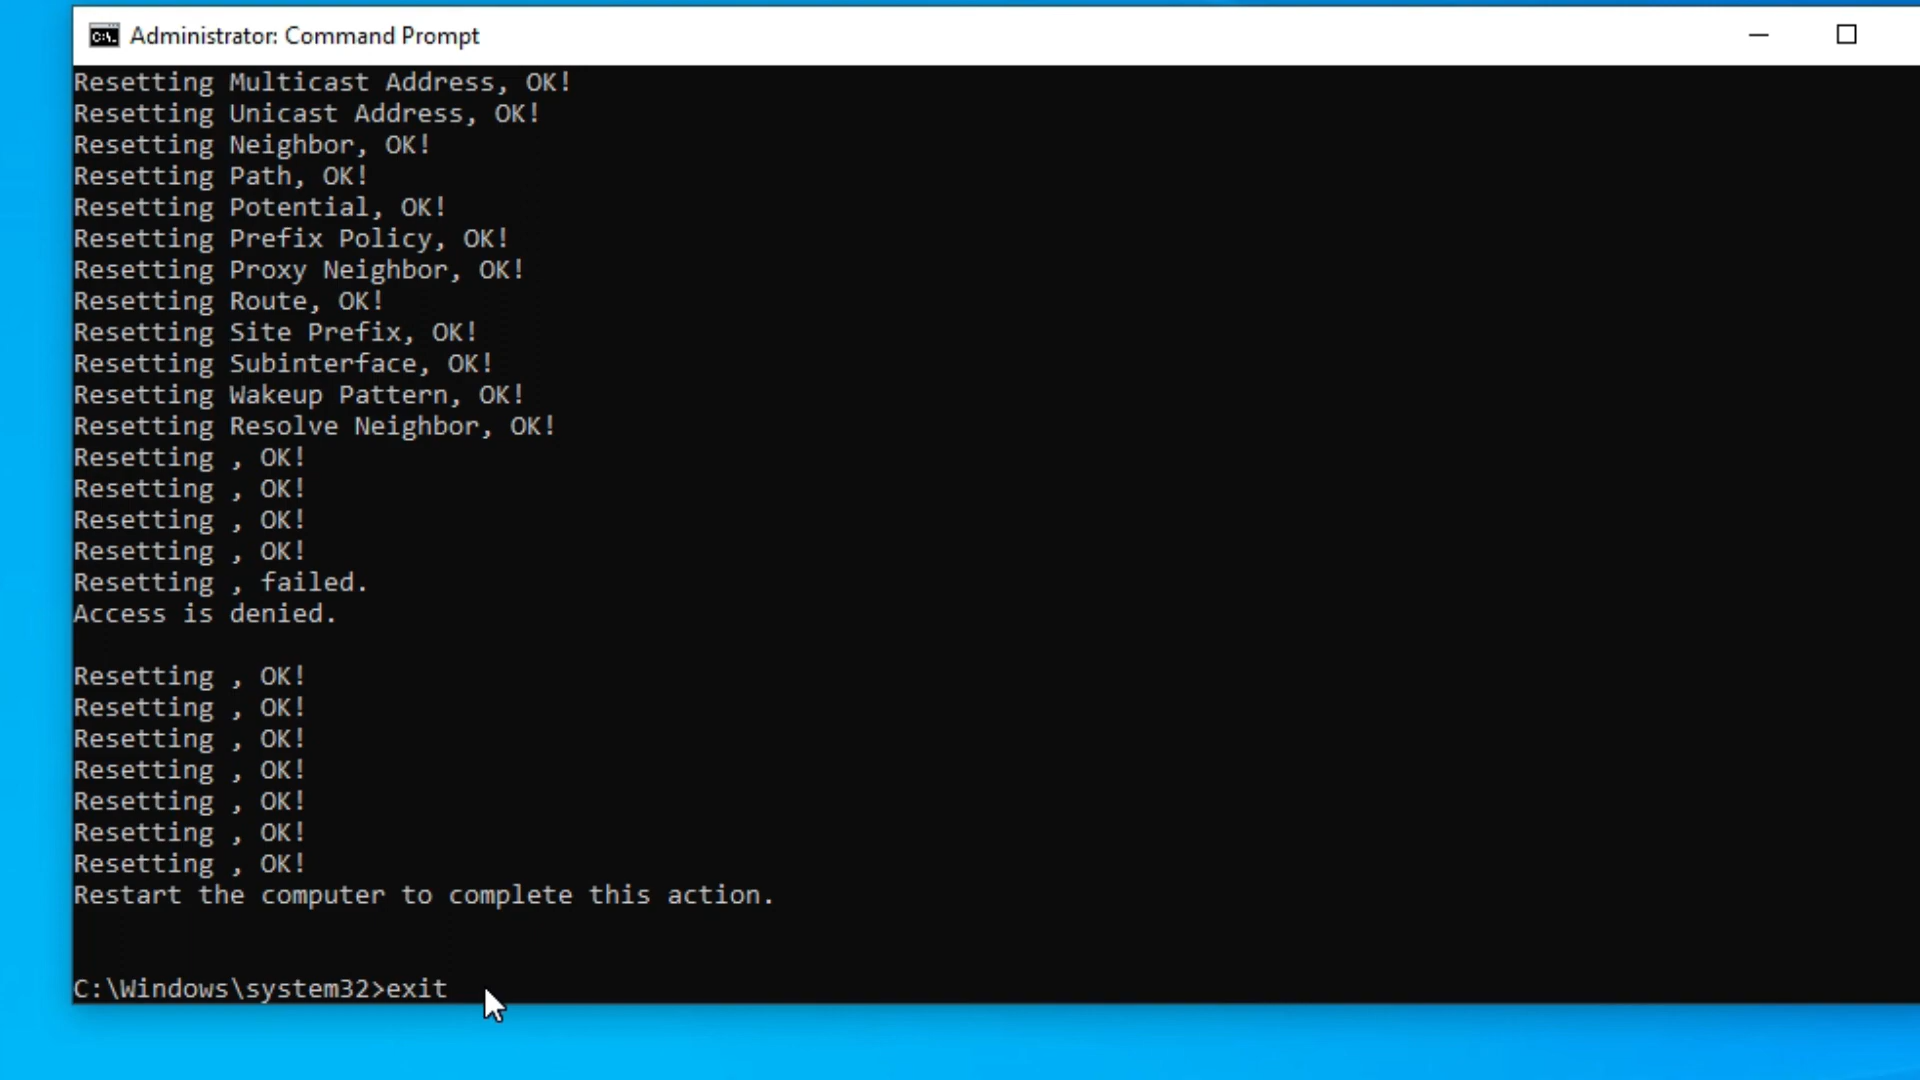 Administrator: Command Prompt
Resetting Multicast Address, OK!
Resetting Unicast Address, OK!
Resetting Neighbor, OK!
Resetting Path, OK!
Resetting Potential, OK!
Resetting Prefix Policy, OK!
Resetting Proxy Neighbor, OK!
Resetting Route, OK!
Resetting Site Prefix, OK!
Resetting Subinterface, OK!
Resetting Wakeup Pattern, OK!
Resetting Resolve Neighbor, OK!
Resetting , OK!
Resetting , OK!
Resetting , OK!
Resetting , OK!
Resetting , failed.
Access is denied.
Resetting , OK!
Resetting , OK!
Resetting , OK!
Resetting , OK!
Resetting , OK!
Resetting , OK!
Resetting , OK!
Restart the computer to complete this action.
C:\Windows\system32>exit